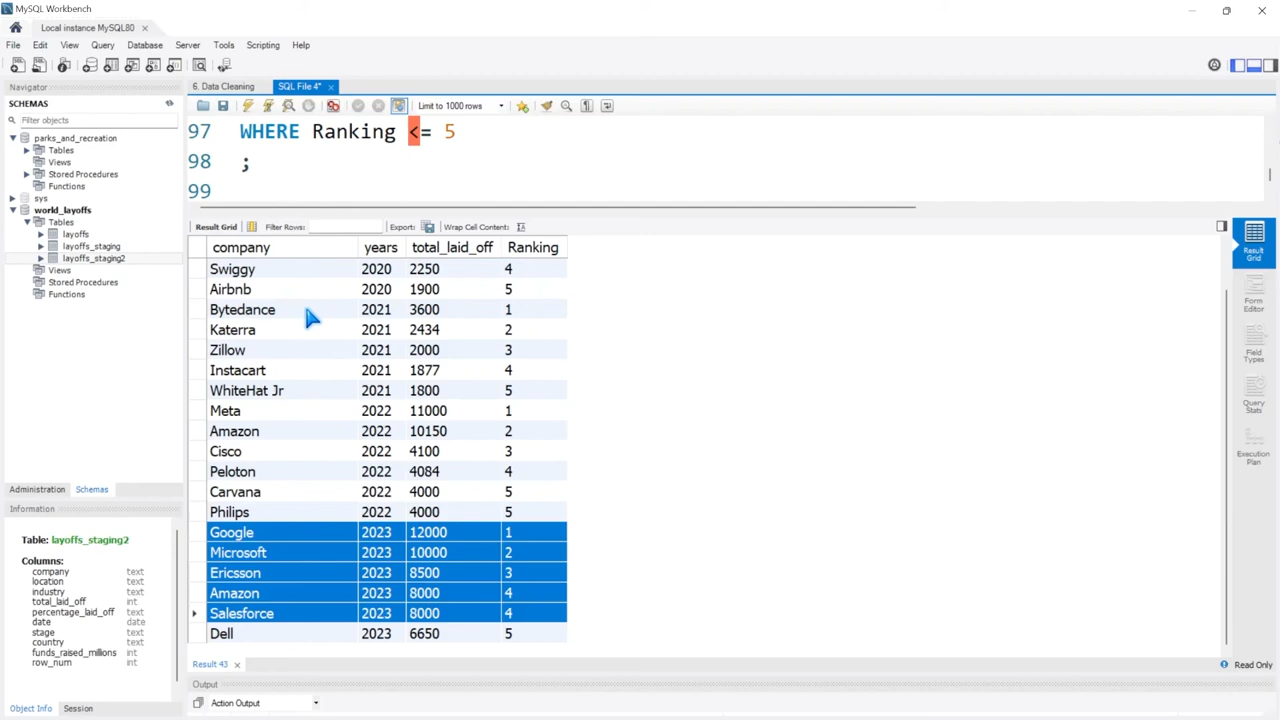 MySQL Workbench
Local instance MySQL80
File Edit View Query Database Server Tools Scripting Help
Navigator
SCHEMAS
Filter objects
parks_and_recreation
Tables
Views
Stored Procedures
Functions
sys
world_layoffs
Tables
layoffs
layoffs_staging
layoffs_staging2
Views
Stored Procedures
Functions
Administration Schemas
Information
Table: layoffs_staging2
Columns:
company text
location text
industry text
total_laid_off int
percentage_laid_off text
date date
stage text
country text
funds_raised_millions int
row_num int
Object Info Session
6. Data Cleaning SQL File 4*
Limit to 1000 rows
97 WHERE Ranking <= 5
98 ;
99
Result Grid Filter Rows: Export: Wrap Cell Content:
company years total_laid_off Ranking
Swiggy 2020 2250 4
Airbnb 2020 1900 5
Bytedance 2021 3600 1
Katerra 2021 2434 2
Zillow 2021 2000 3
Instacart 2021 1877 4
WhiteHat Jr 2021 1800 5
Meta 2022 11000 1
Amazon 2022 10150 2
Cisco 2022 4100 3
Peloton 2022 4084 4
Carvana 2022 4000 5
Philips 2022 4000 5
Google 2023 12000 1
Microsoft 2023 10000 2
Ericsson 2023 8500 3
Amazon 2023 8000 4
Salesforce 2023 8000 4
Dell 2023 6650 5
Result 43
Read Only
Output
Action Output
Result
Grid
Form
Editor
Field
Types
Query
Stats
Execution
Plan